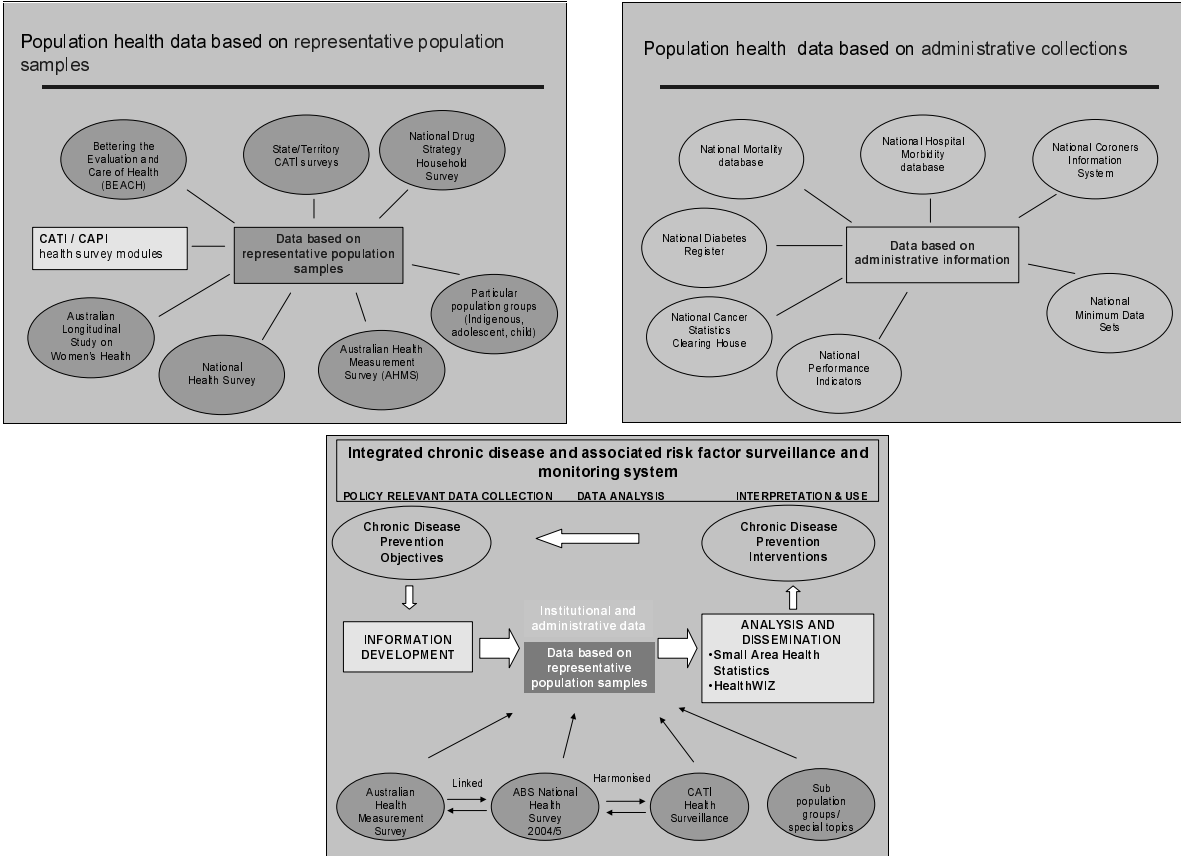 Population health data based on representative population
samples
Bettering the
Evaluation and
Care of Health
(BEACH)
State/Territory
CATI surveys
National Drug
Strategy
Household
Survey
CATI / CAPI
health survey modules
Data based on
representative population
samples
Particular
population groups
(Indigenous,
adolescent, child)
Australian
Longitudinal
Study on
Women's Health
National
Health Survey
Australian Health
Measurement
Survey (AHMS)
Population health data based on administrative collections
National Mortality
database
National Hospital
Morbidity
database
National Coroners
Information
System
National Diabetes
Register
Data based on
administrative information
National Cancer
Statistics
Clearing House
National
Performance
Indicators
National
Minimum Data
Sets
Integrated chronic disease and associated risk factor surveillance and
monitoring system
POLICY RELEVANT DATA COLLECTION DATA ANALYSIS INTERPRETATION & USE
Chronic Disease
Prevention
Objectives
Chronic Disease
Prevention
Interventions
INFORMATION
DEVELOPMENT
Institutional and
administrative data
Data based on
representative
population samples
ANALYSIS AND
DISSEMINATION
•Small Area Health
Statistics
•HealthWIZ
Australian
Health
Measurement
Survey
Linked
ABS National
Health
Survey
2004/5
Harmonised
CATI
Health
Surveillance
Sub
population
groups/
special topics